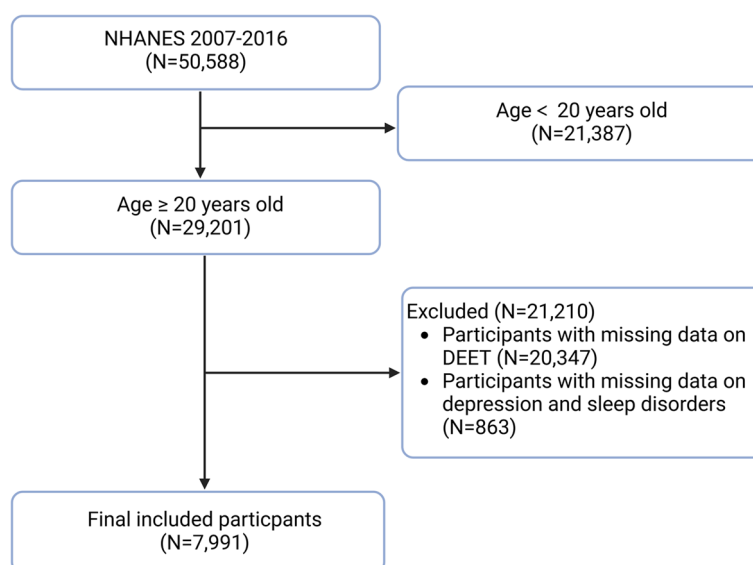 NHANES 2007-2016
(N=50,588)
Age < 20 years old
(N=21,387)
Age ≥ 20 years old
(N=29,201)
Excluded (N=21,210)
• Participants with missing data on
DEET (N=20,347)
• Participants with missing data on
depression and sleep disorders
(N=863)
Final included particpants
(N=7,991)